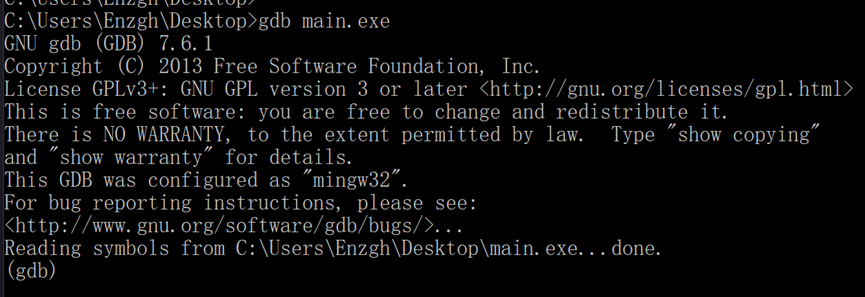 C:\Users\Enzgh\Desktop>
C:\Users\Enzgh\Desktop>gdb main.exe
GNU gdb (GDB) 7.6.1
Copyright (C) 2013 Free Software Foundation, Inc.
License GPLv3+: GNU GPL version 3 or later <http://gnu.org/licenses/gpl.html>
This is free software: you are free to change and redistribute it.
There is NO WARRANTY, to the extent permitted by law.  Type "show copying"
and "show warranty" for details.
This GDB was configured as "mingw32".
For bug reporting instructions, please see:
<http://www.gnu.org/software/gdb/bugs/>...
Reading symbols from C:\Users\Enzgh\Desktop\main.exe...done.
(gdb)